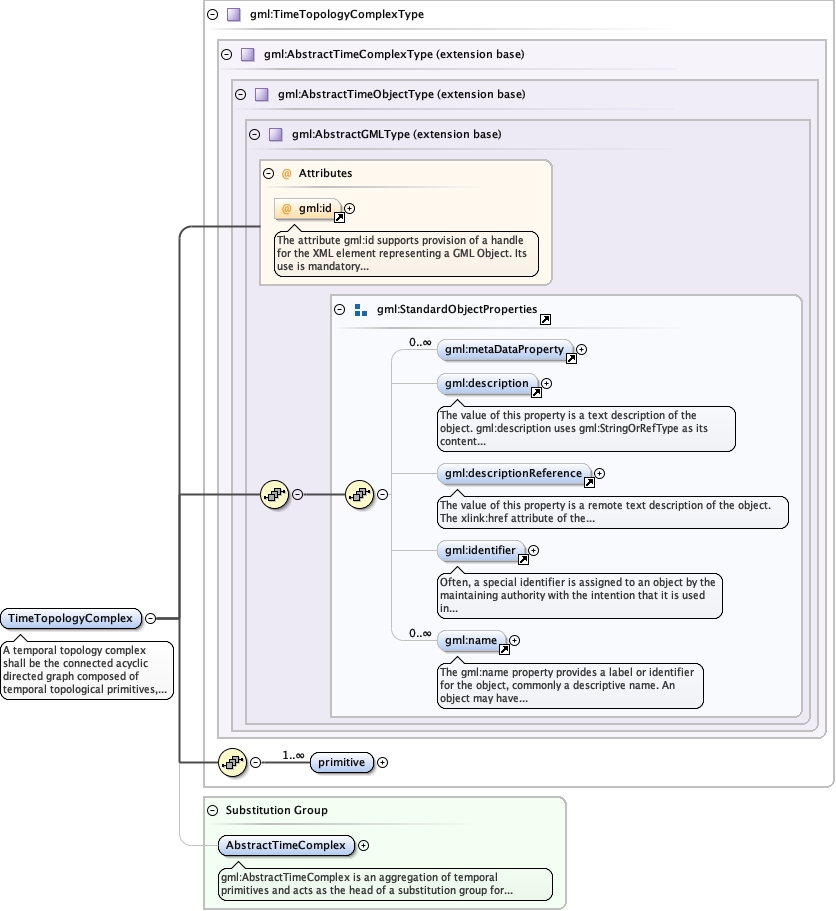 gml:TimeTopologyComplexType
gml:AbstractTimeComplexType (extension base)
gml:AbstractTimeObjectType (extension base)
gml:AbstractGMLType (extension base)
@ Attributes
@ gml:id
The attribute gml:id supports provision of a handle
for the XML element representing a GML Object. Its
use is mandatory...
gml:StandardObjectProperties
0..∞
gml:metaDataProperty
gml:description
The value of this property is a text description of the
object. gml:description uses gml:StringOrRefType as its
content...
gml:descriptionReference
The value of this property is a remote text description of the object.
The xlink:href attribute of the...
gml:identifier
Often, a special identifier is assigned to an object by the
maintaining authority with the intention that it is used
in...
0..∞
gml:name
The gml:name property provides a label or identifier
for the object, commonly a descriptive name. An
object may have...
TimeTopologyComplex
A temporal topology complex
shall be the connected acyclic
directed graph composed of
temporal topological primitives,...
1..∞
primitive
Substitution Group
AbstractTimeComplex
gml:AbstractTimeComplex is an aggregation of temporal
primitives and acts as the head of a substitution group for...